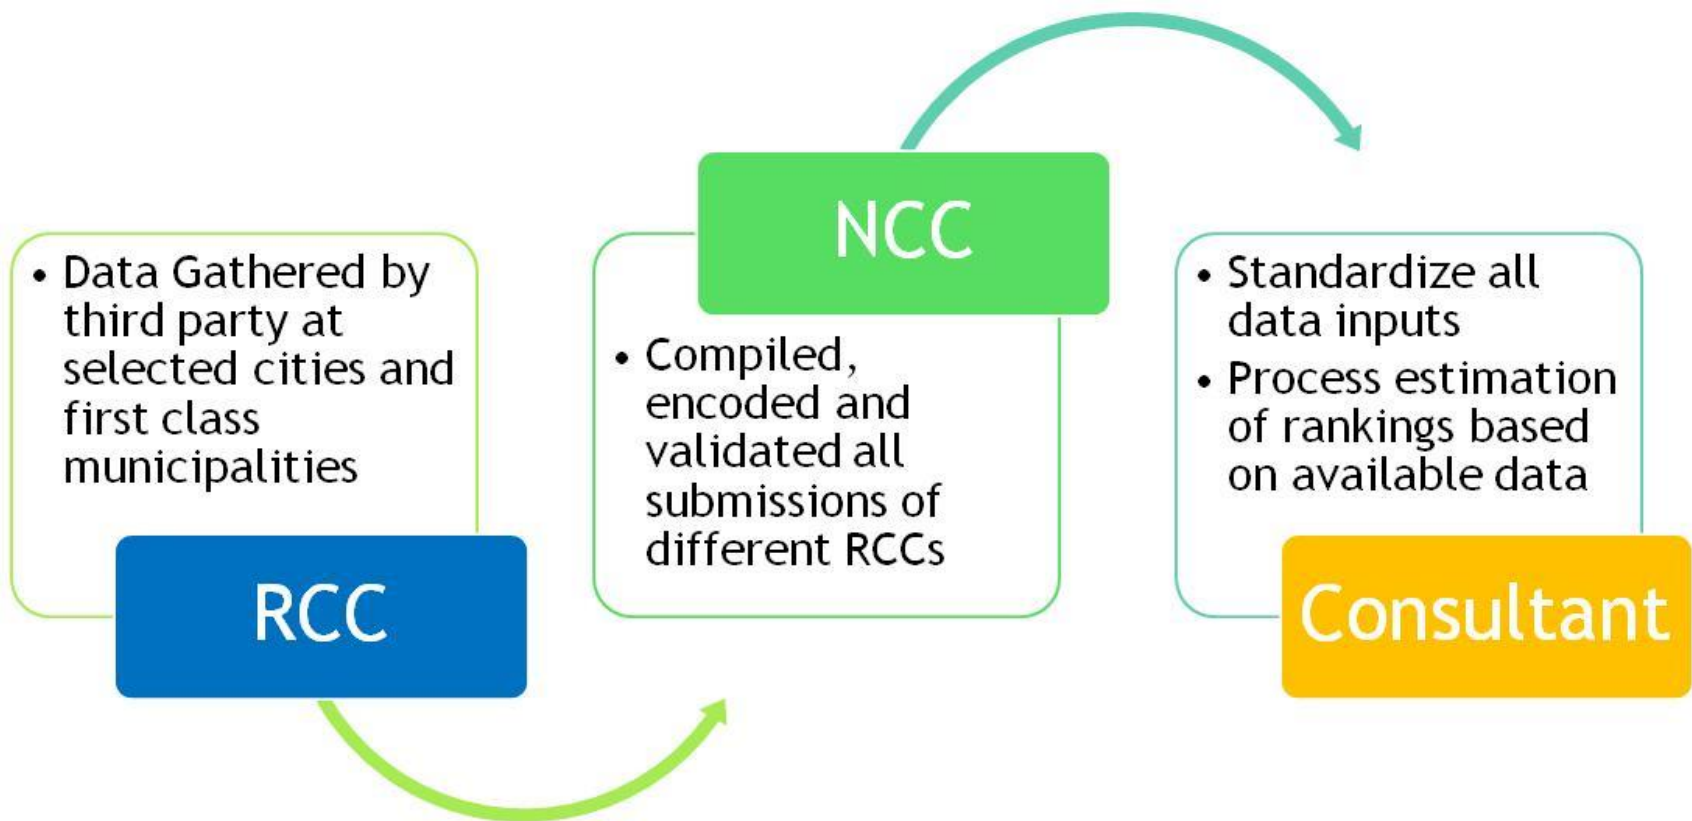 • Data Gathered by
third party at
selected cities and
first class
municipalities
RCC
NCC
• Compiled,
encoded and
validated all
submissions of
different RCCs
• Standardize all
data inputs
• Process estimation
of rankings based
on available data
Consultant